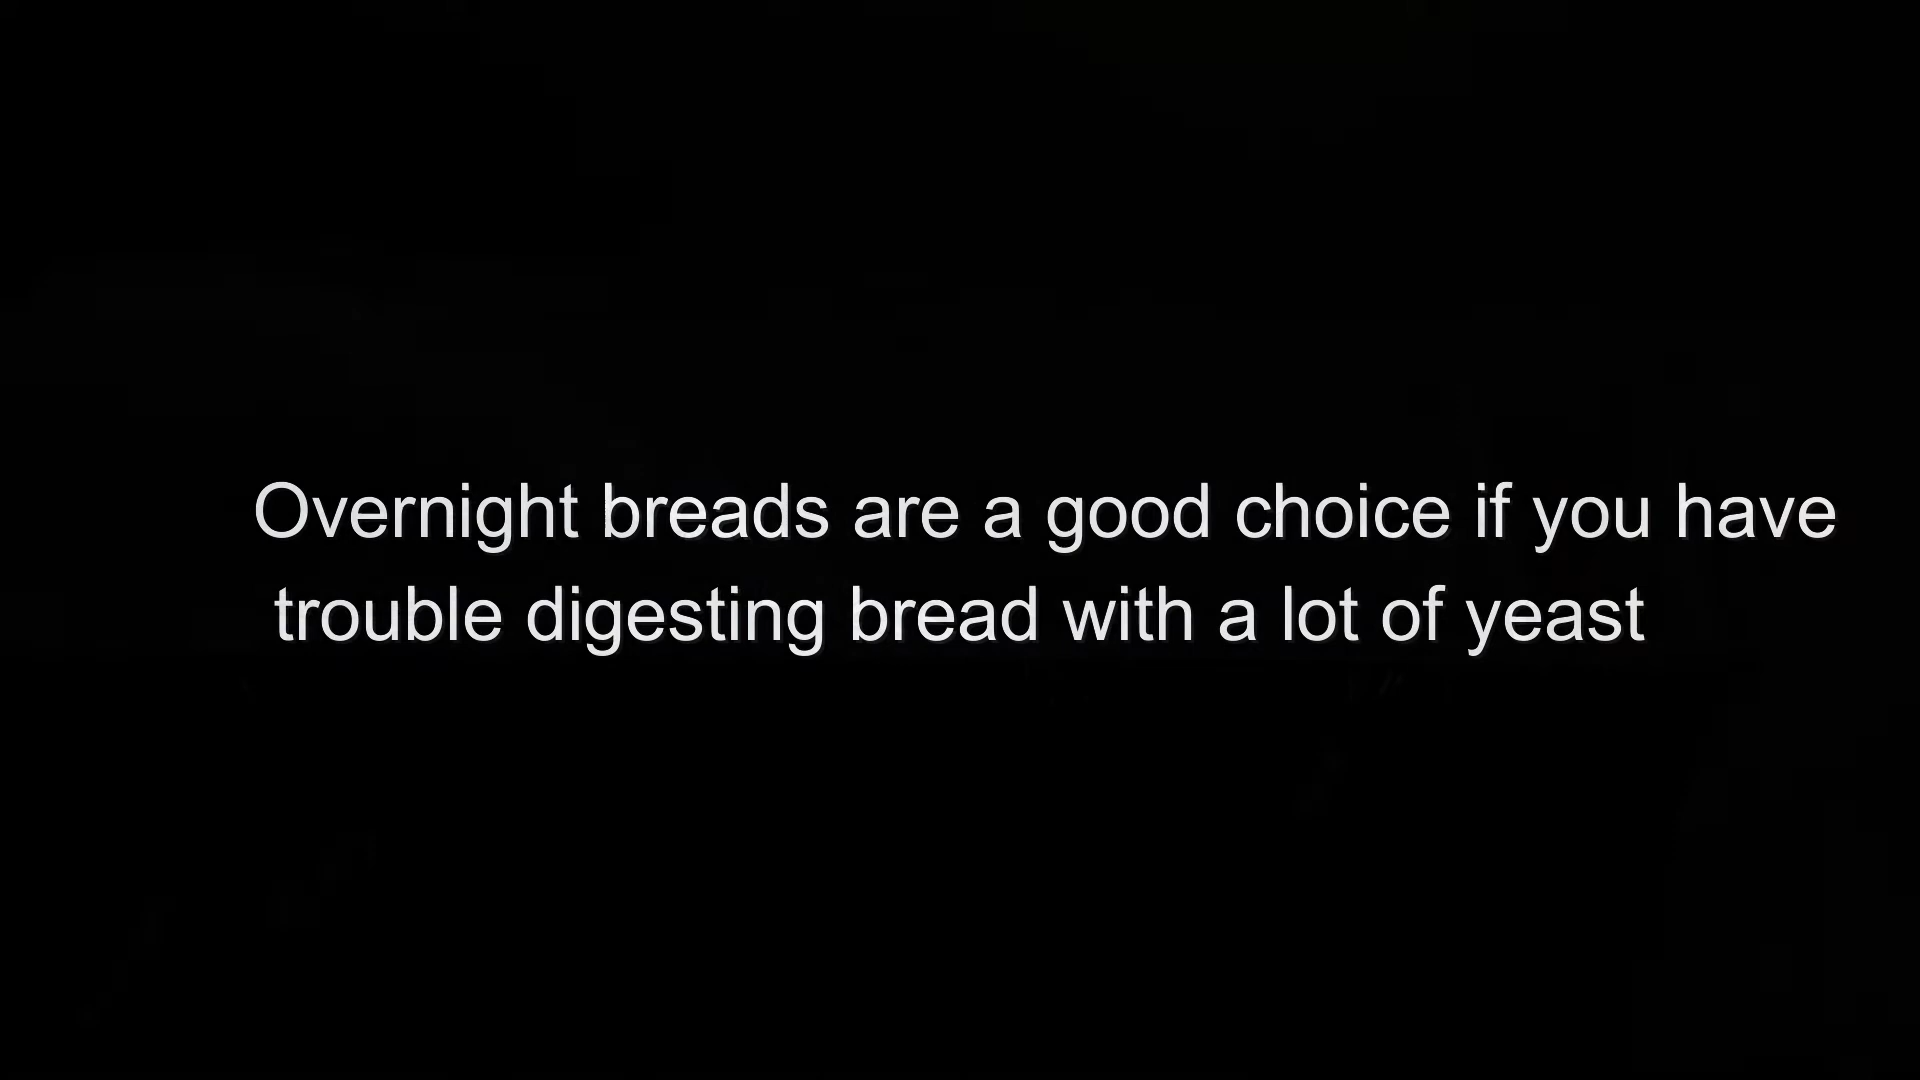 Overnight breads are a good choice if you have
trouble digesting bread with a lot of yeast